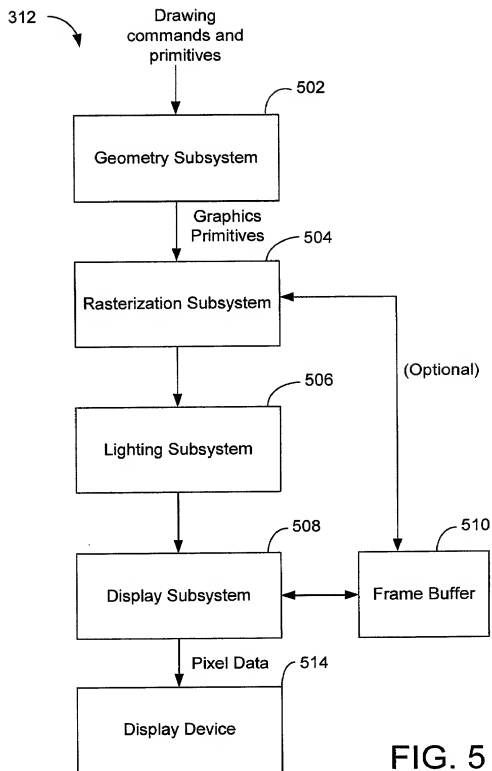 312
Drawing
commands and
primitives
502
Geometry Subsystem
Graphics
Primitives
504
Rasterization Subsystem
(Optional)
506
Lighting Subsystem
508
Display Subsystem
510
Frame Buffer
Pixel Data
514
Display Device
FIG. 5